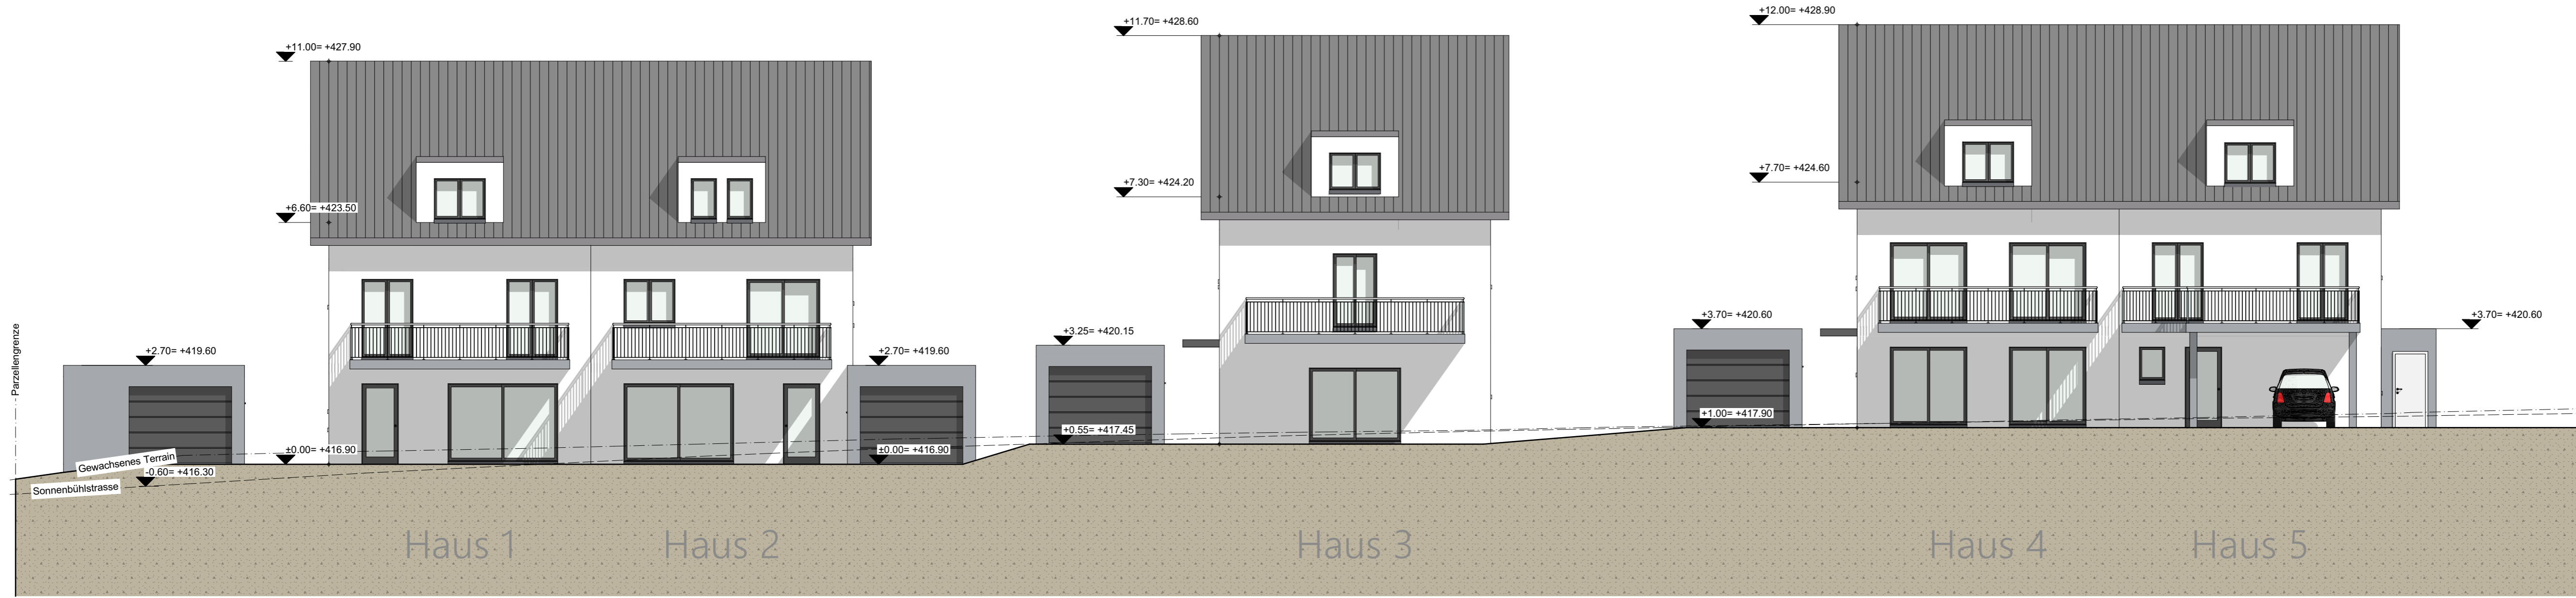 +12.00= +428.90
+11.70= +428.60
+11.00= +427.90
+7.70= +424.60
+7.30= +424.20
+6.60= +423.50
+3.70= +420.60
+3.70= +420.60
+3.25= +420.15
Parzellengrenze
+2.70= +419.60
+2.70= +419.60
+1.00= +417.90
+0.55= +417.45
±0.00= +416.90
±0.00= +416.90
Gewachsenes Terrain
-0.60= +416.30
Sonnenbühlstrasse
Haus 1
Haus 2
Haus 3
Haus 4
Haus 5